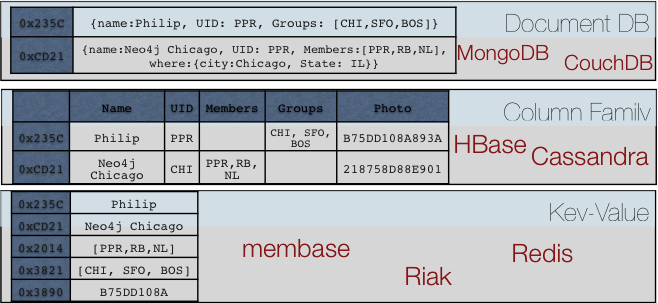 Document DB
0x235C {name:Philip, UID: PPR, Groups: [CHI,SFO,BOS]}
0xCD21 {name:Neo4j Chicago, UID: PPR, Members:[PPR,RB,NL],
where:{city:Chicago, State: IL}}
MongoDB
CouchDB
Column Family
Name UID Members Groups Photo
0x235C Philip PPR CHI, SFO, BOS B75DD108A893A
0xCD21 Neo4j Chicago CHI PPR,RB, NL 218758D88E901
HBase
Cassandra
Key-Value
0x235C Philip
0xCD21 Neo4j Chicago
0x2014 [PPR,RB,NL]
0x3821 [CHI, SFO, BOS]
0x3890 B75DD108A
membase
Riak
Redis